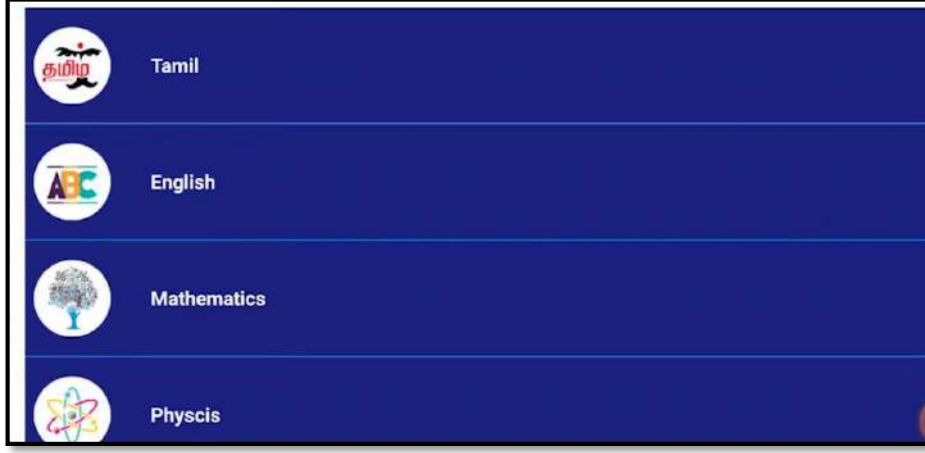 தமிழ்
Tamil
ABC
English
Mathematics
Physcis